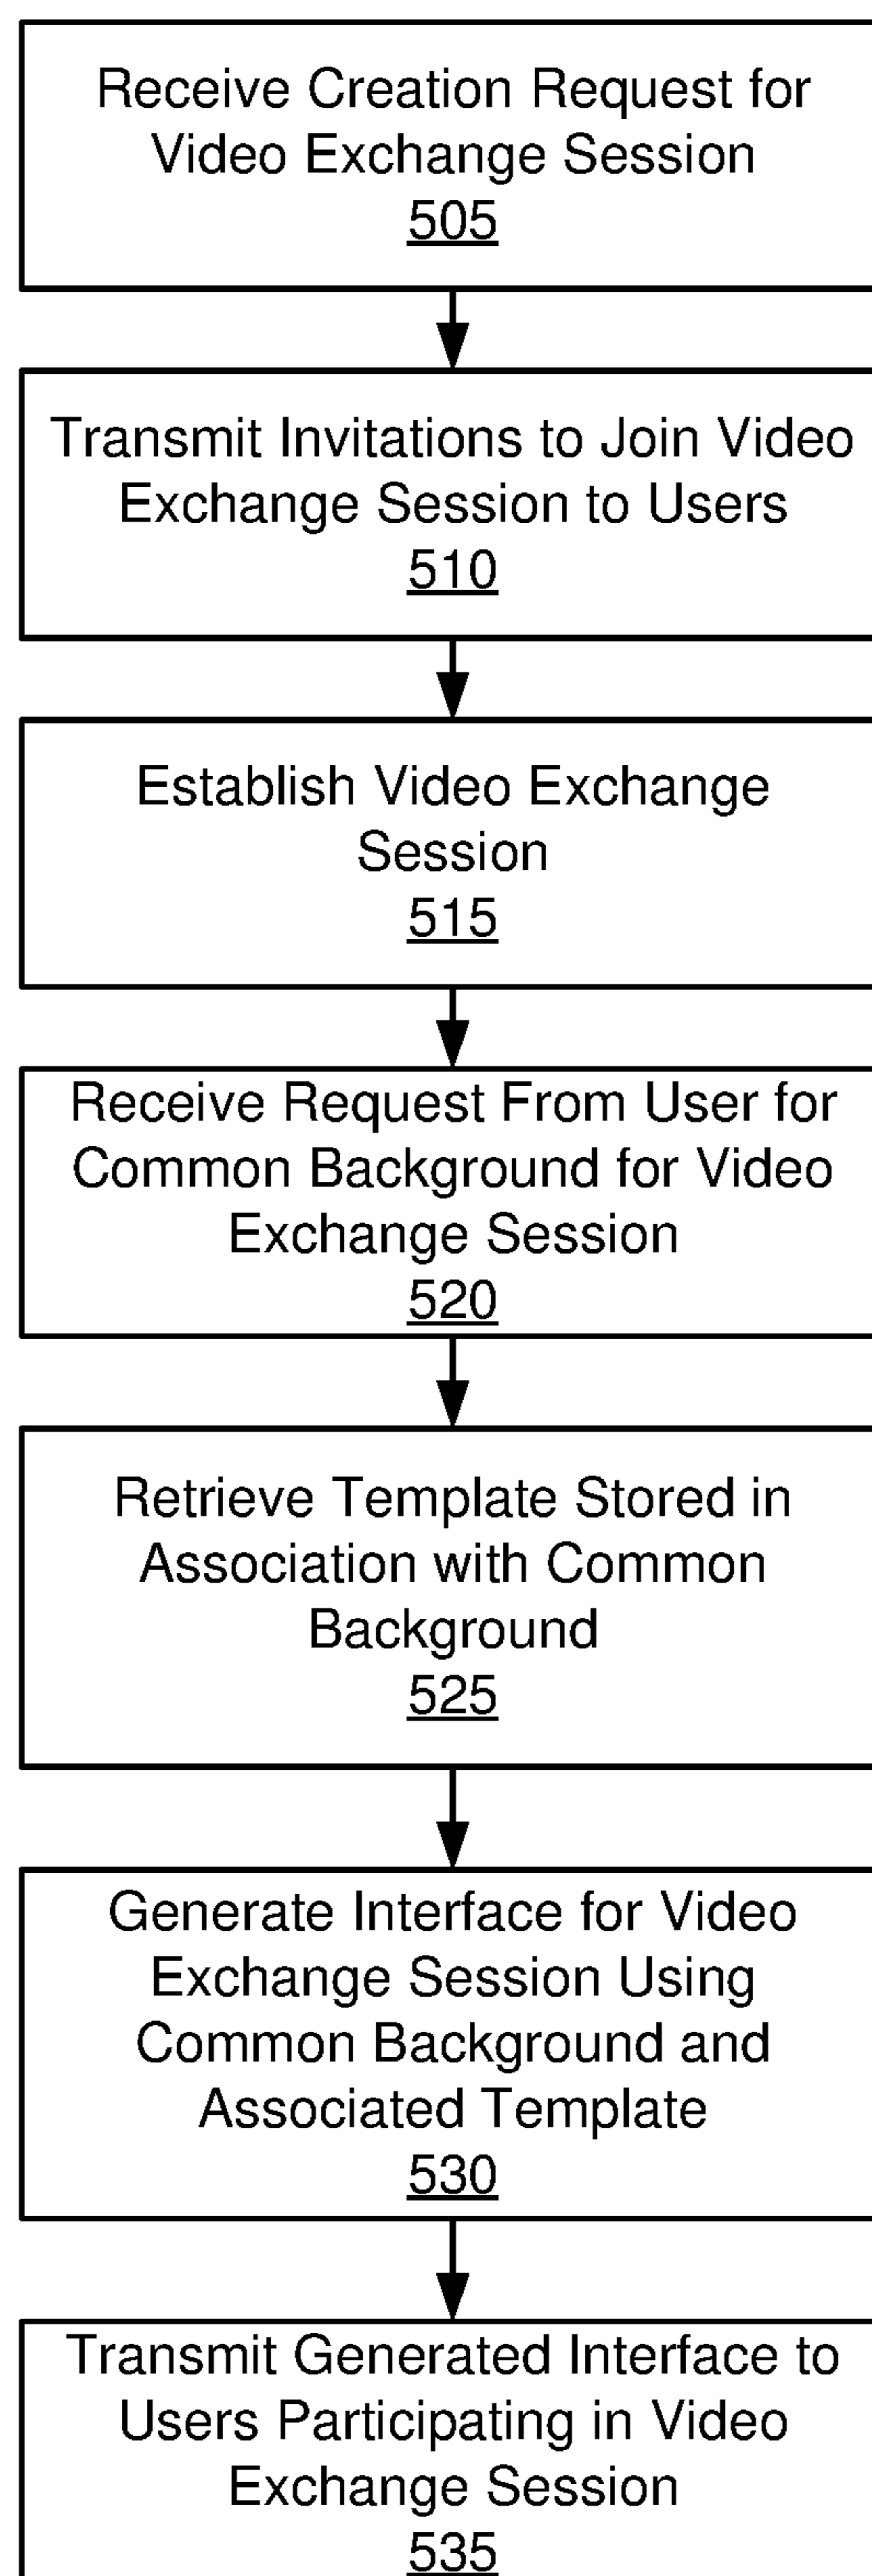 Receive Creation Request for
Video Exchange Session
505
Transmit Invitations to Join Video
Exchange Session to Users
510
Establish Video Exchange
Session
515
Receive Request From User for
Common Background for Video
Exchange Session
520
Retrieve Template Stored in
Association with Common
Background
525
Generate Interface for Video
Exchange Session Using
Common Background and
Associated Template
530
Transmit Generated Interface to
Users Participating in Video
Exchange Session
535